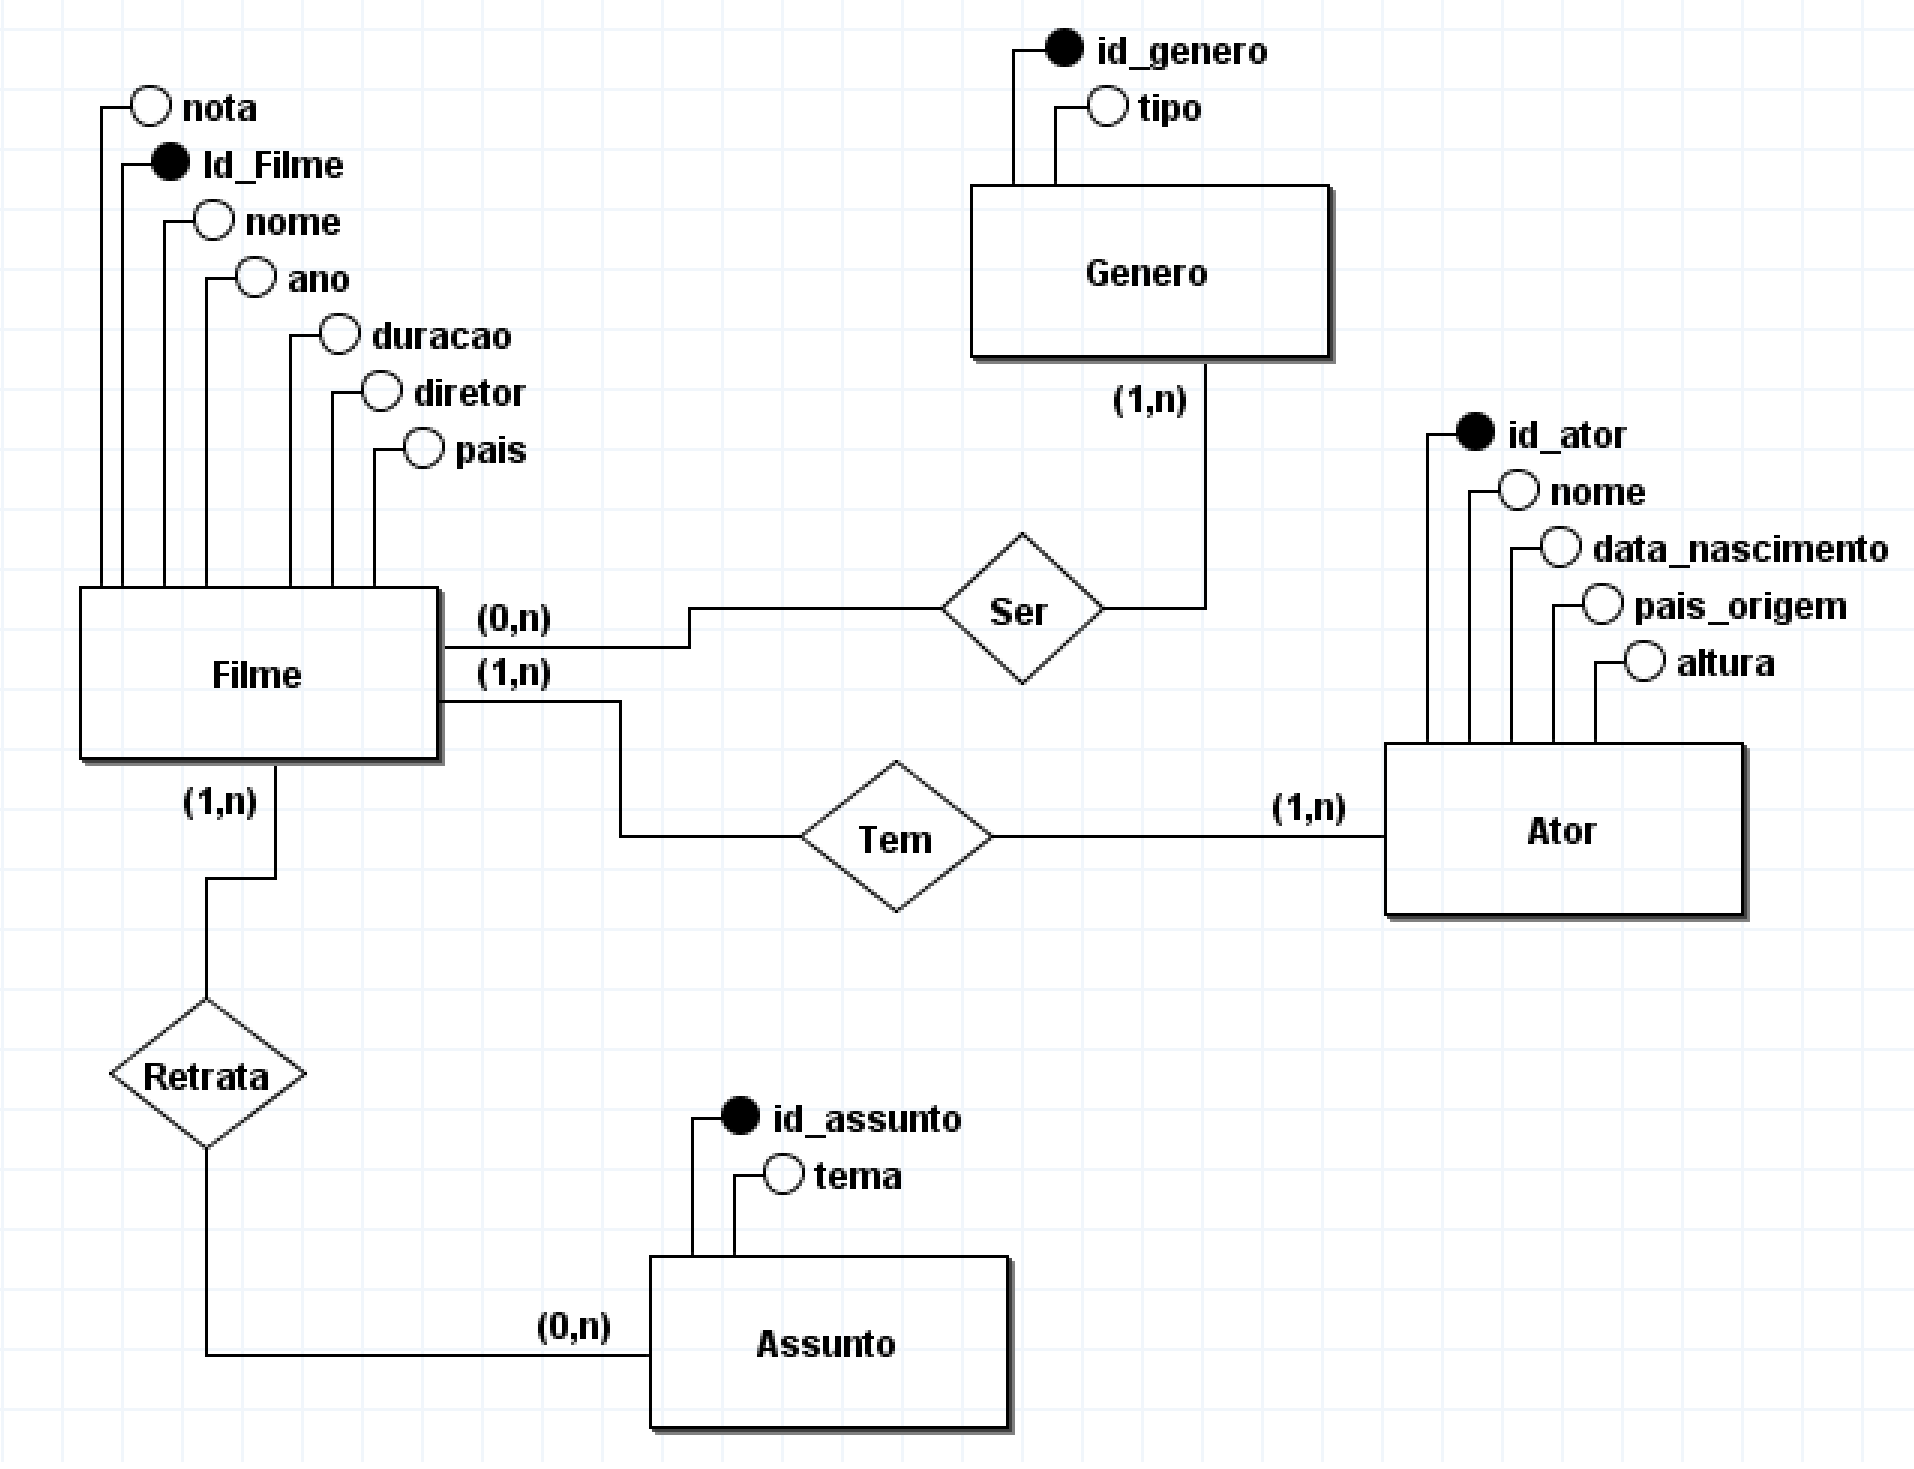 nota
Id_Filme
nome
ano
duracao
diretor
pais
Filme
(0,n)
(1,n)
(1,n)
id_genero
tipo
Genero
(1,n)
Ser
id_ator
nome
data_nascimento
pais_origem
altura
Ator
(1,n)
Tem
Retrata
id_assunto
tema
Assunto
(0,n)